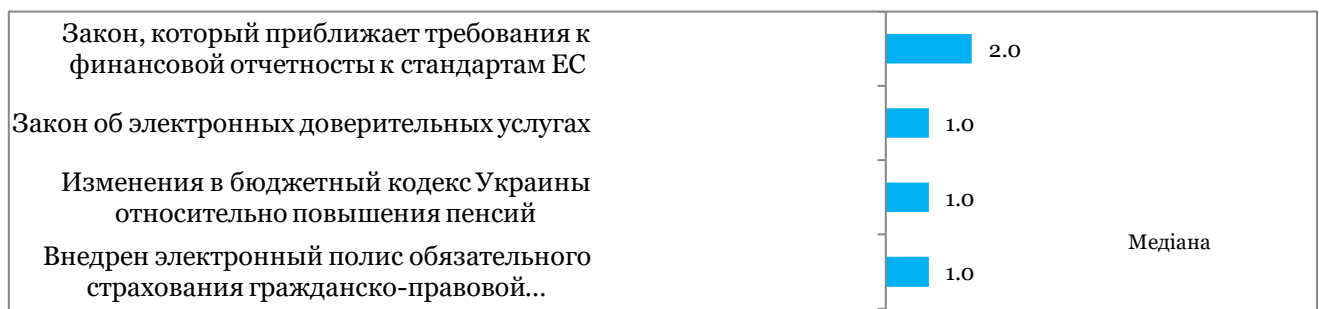 Закон, который приближает требования к
финансовой отчетносты к стандартам ЕС
2.0
Закон об электронных доверительных услугах
1.0
Изменения в бюджетный кодекс Украины
относительно повышения пенсий
1.0
Медіана
Внедрен электронный полис обязательного
страхования гражданско-правовой...
1.0